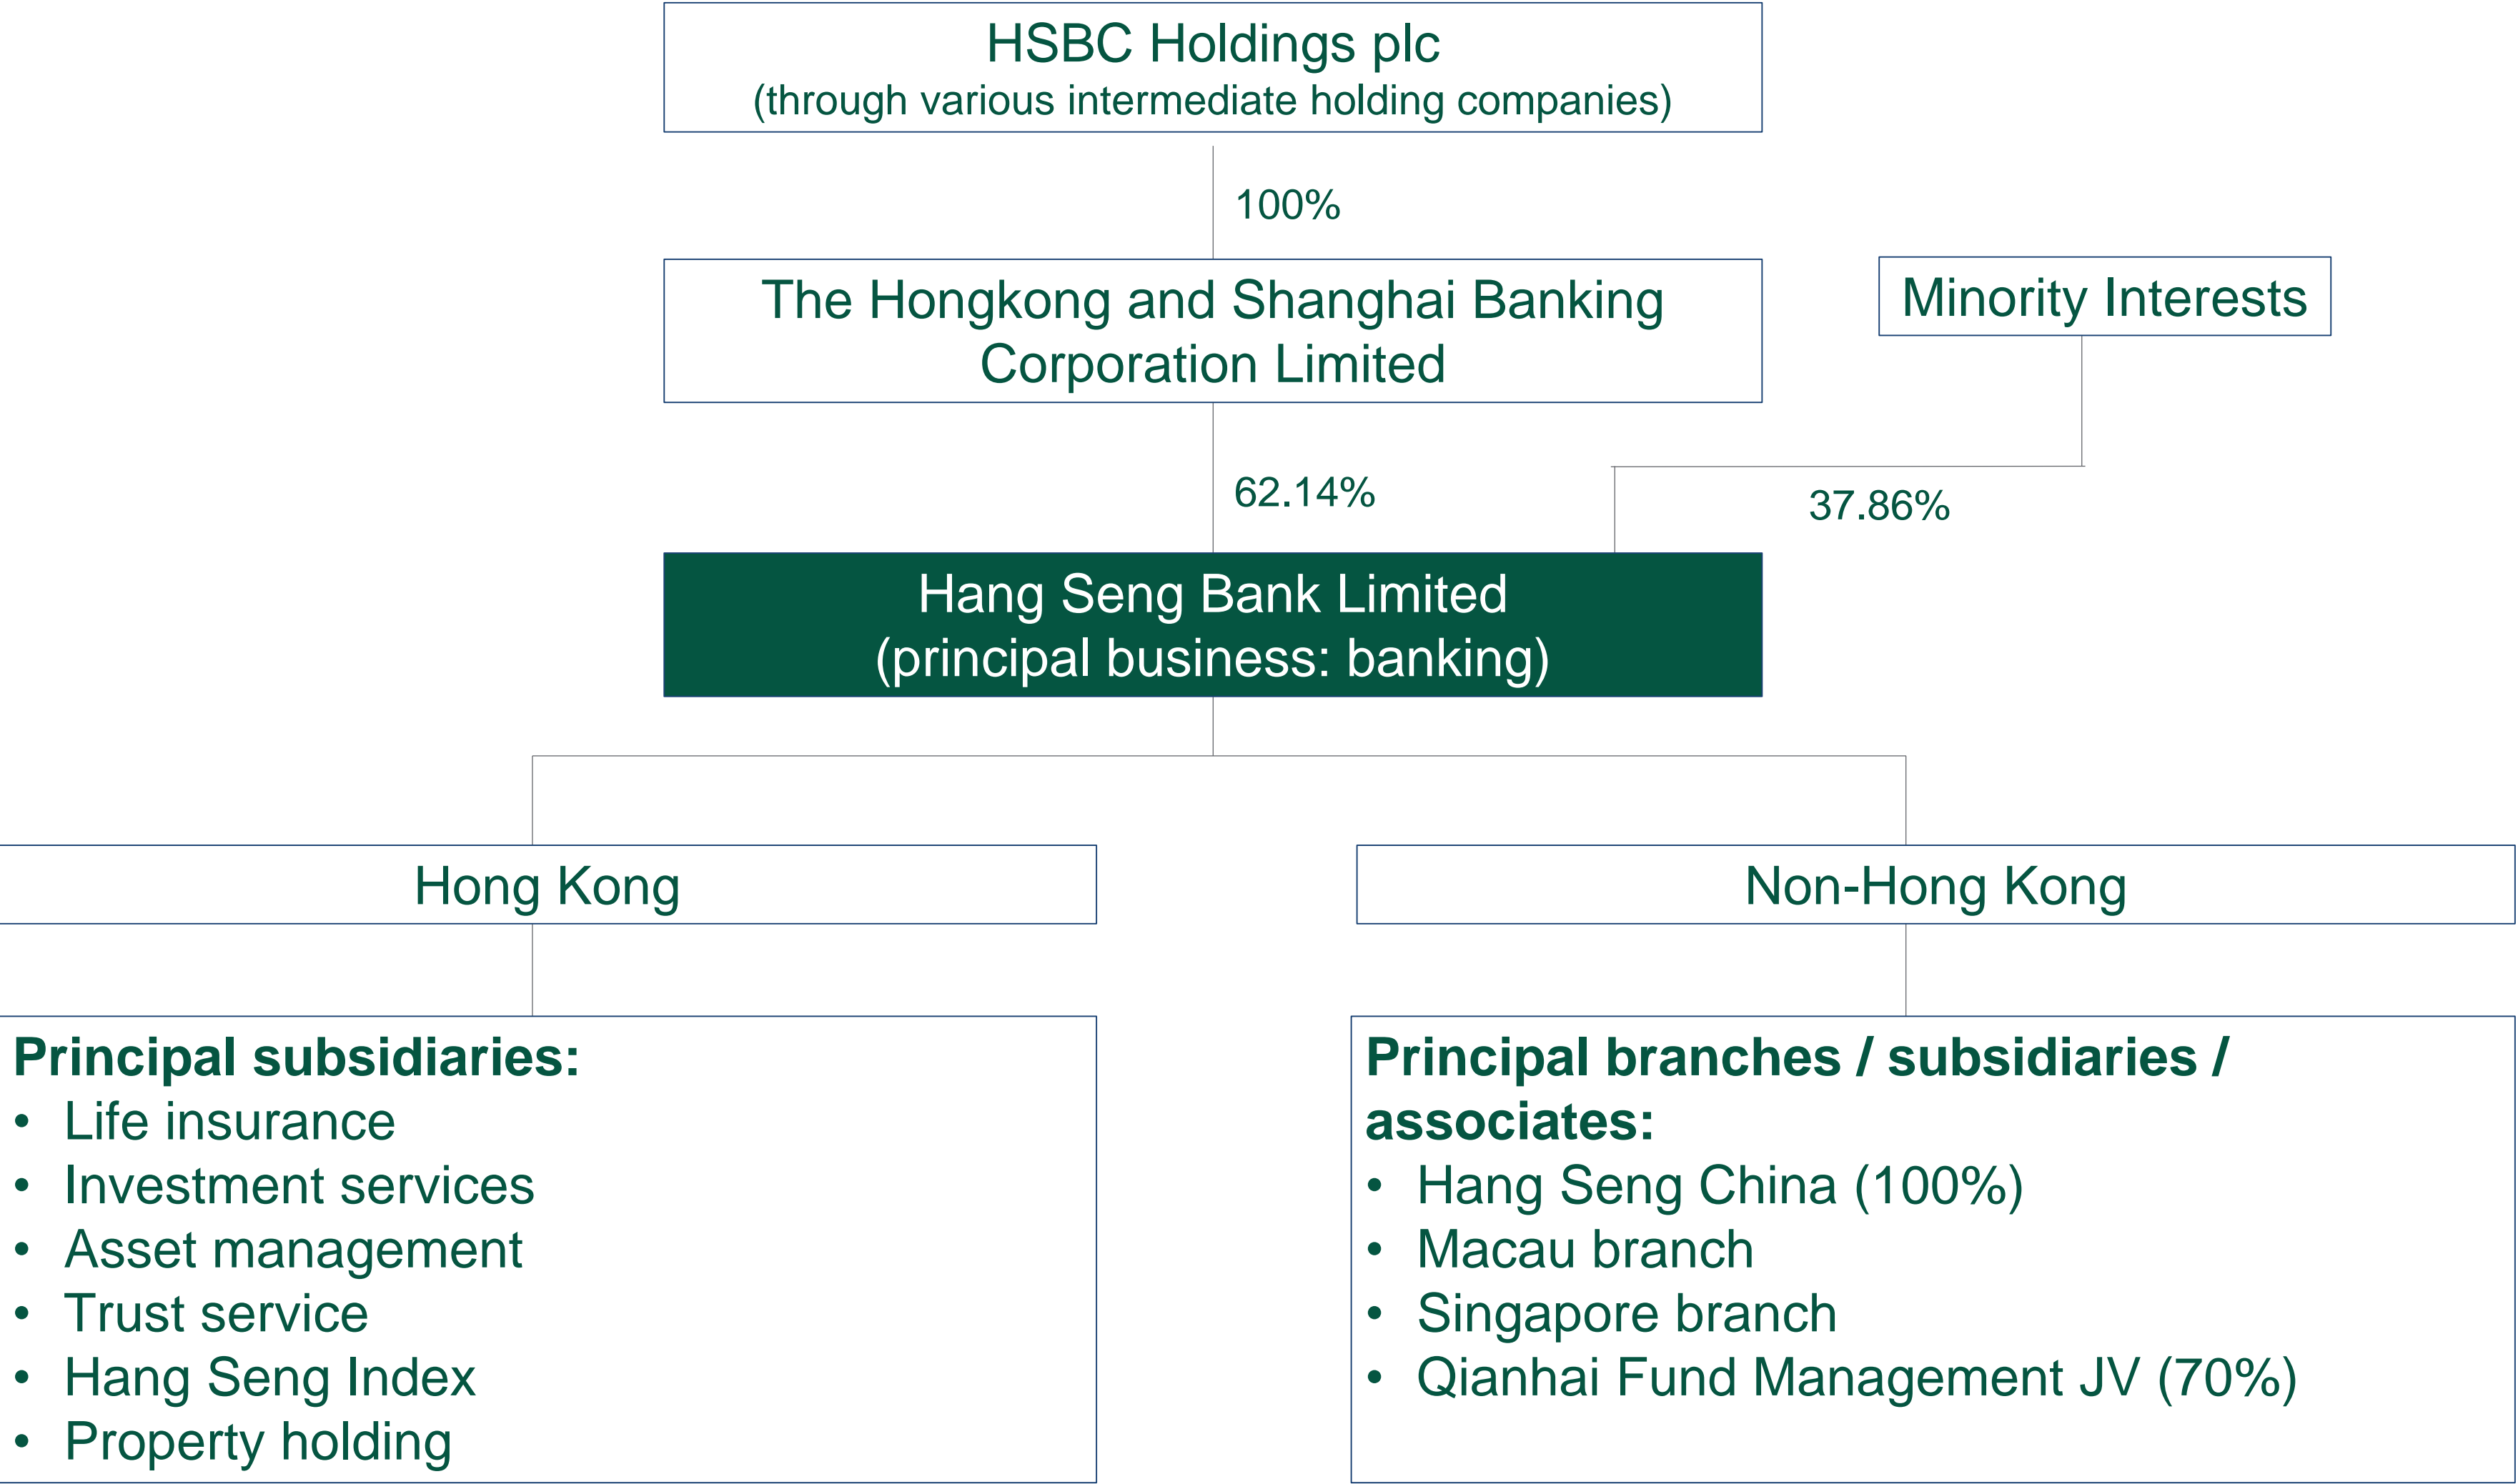 HSBC Holdings plc
(through various intermediate holding companies)
100%
The Hongkong and Shanghai Banking
Corporation Limited
Minority Interests
62.14%
37.86%
Hang Seng Bank Limited
(principal business: banking)
Hong Kong
Non-Hong Kong
Principal subsidiaries:
• Life insurance
• Investment services
• Asset management
• Trust service
• Hang Seng Index
• Property holding
Principal branches / subsidiaries /
associates:
• Hang Seng China (100%)
• Macau branch
• Singapore branch
• Qianhai Fund Management JV (70%)